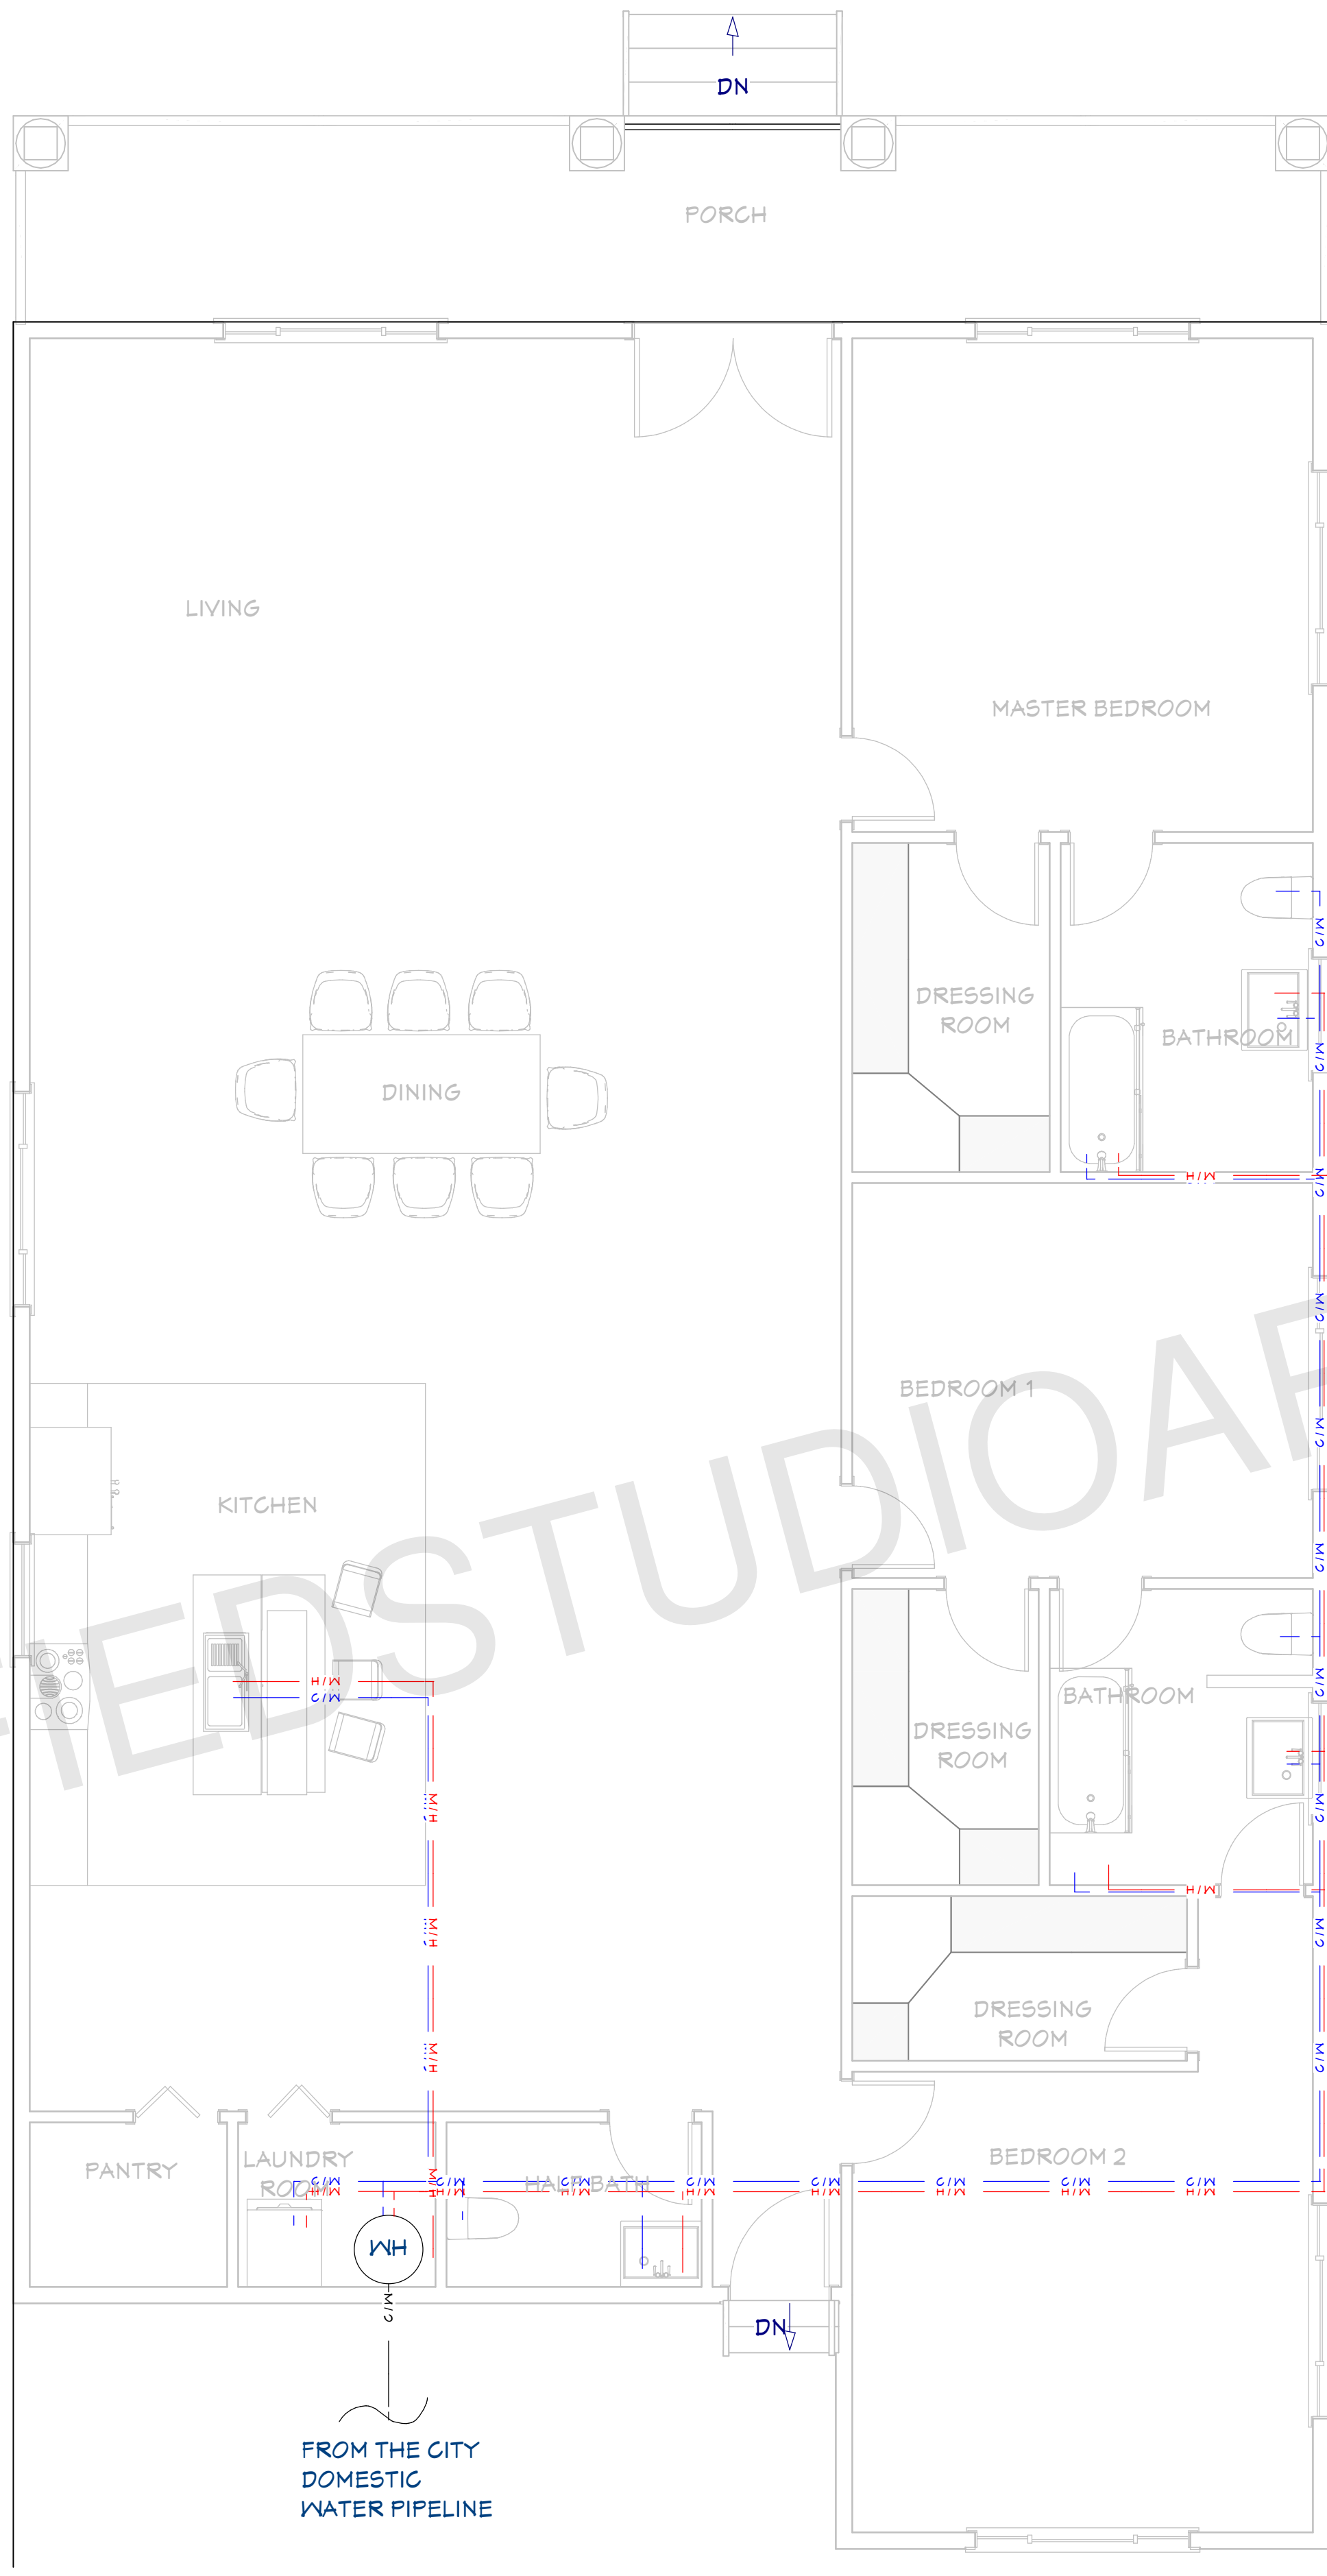 DN
PORCH
LIVING
MASTER BEDROOM
DRESSING
ROOM
BATHROOM
DINING
BEDROOM 1
KITCHEN
BATHROOM
DRESSING
ROOM
DRESSING
ROOM
BEDROOM 2
PANTRY
LAUNDRY
ROOM
HALF BATH
WH
DN
FROM THE CITY
DOMESTIC
WATER PIPELINE
W/C
W/H
W/C
W/C
W/H
W/C
W/C
W/C
W/C
W/H
W/C
W/C
W/C
W/H
W/H
W/C
W/H
W/C
W/H
W/C
W/H
W/C
W/H
W/C
W/H
W/C
W/H
W/C
W/H
W/C
W/H
W/C
W/H
W/C
IEDSTUDIOA